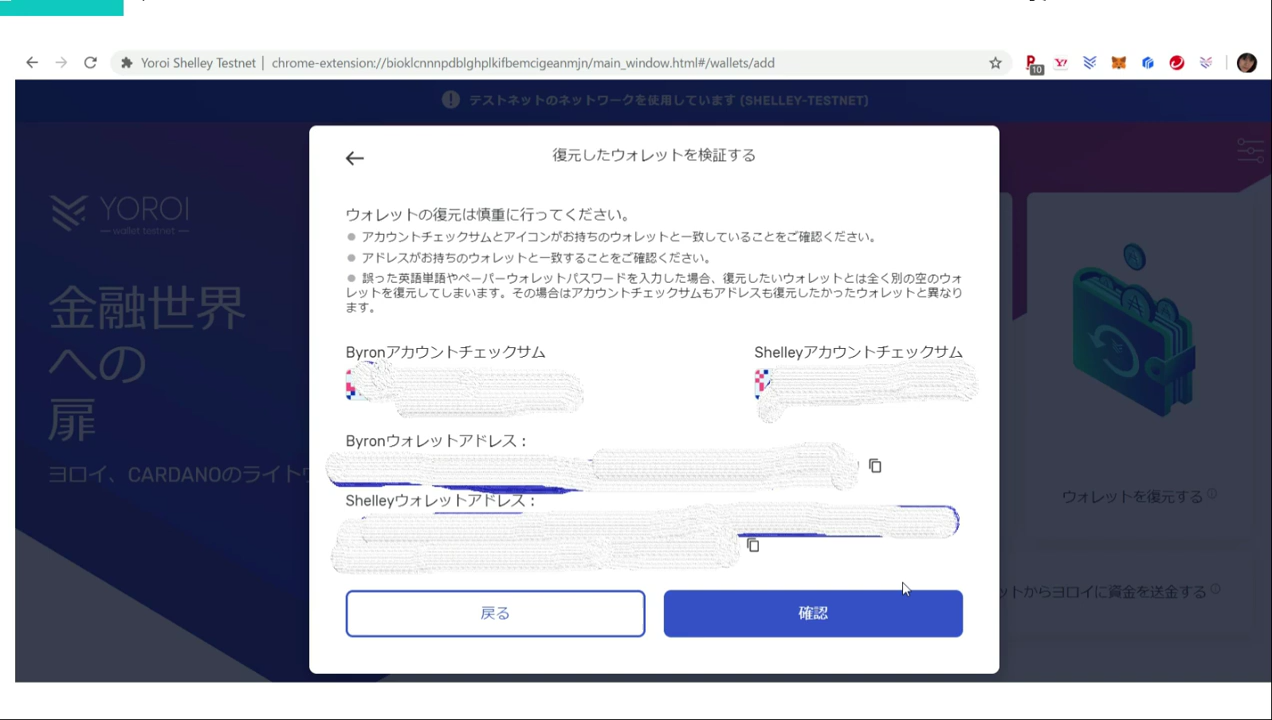 Yoroi Shelley Testnet | chrome-extension://bioklcnnnpdblghplkifbemcigeanmjn/main_window.html#/wallets/add
10
テストネットのネットワークを使用しています (SHELLEY-TESTNET)
復元したウォレットを検証する
YOROI
wallet testnet
金融世界
への
扉
ヨロイ、CARDANOのライト
ウォレットの復元は慎重に行ってください。
アカウントチェックサムとアイコンがお持ちのウォレットと一致していることをご確認ください。
アドレスがお持ちのウォレットと一致することをご確認ください。
誤った英語単語やペーパーウォレットパスワードを入力した場合、復元したいウォレットとは全く別の空のウォ
レットを復元してしまいます。その場合はアカウントチェックサムもアドレスも復元したかったウォレットと異なり
ます。
Byronアカウントチェックサム
Shelleyアカウントチェックサム
Byronウォレットアドレス：
Shelleyウォレットアドレス：
戻る
確認
ウォレットを復元する
ットからヨロイに資金を送金する